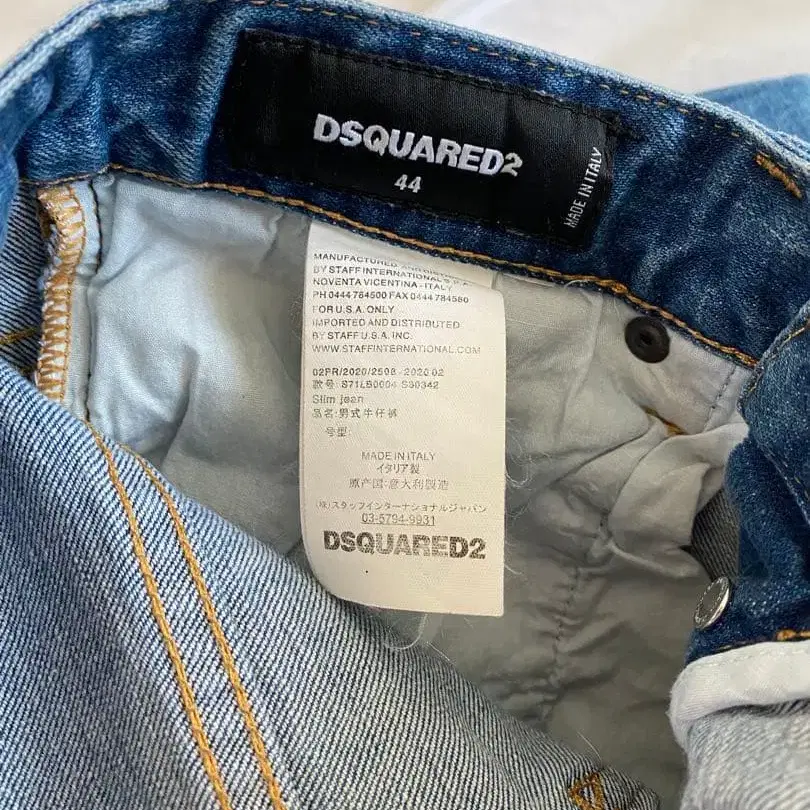 DSQUARED2
44
MADE IN ITALY
MANUFACTURED AND
BY STAFF INTERNATIONAL S.P.A.
NOVENTA VICENTINA - ITALY
PH 0444 784500 FAX 0444 784580
FOR U.S.A. ONLY
IMPORTED AND DISTRIBUTED
BY STAFF U.S.A. INC.
WWW.STAFFINTERNATIONAL.COM
02PR/2020/2508 - 2020 02
款号: S71LB0004 S30342
Slim jean
品名: 男式牛仔裤
号型:
MADE IN ITALY
イタリア製
原产国: 意大利制造
(株)スタッフインターナショナルジャパン
03-5794-9931
DSQUARED2